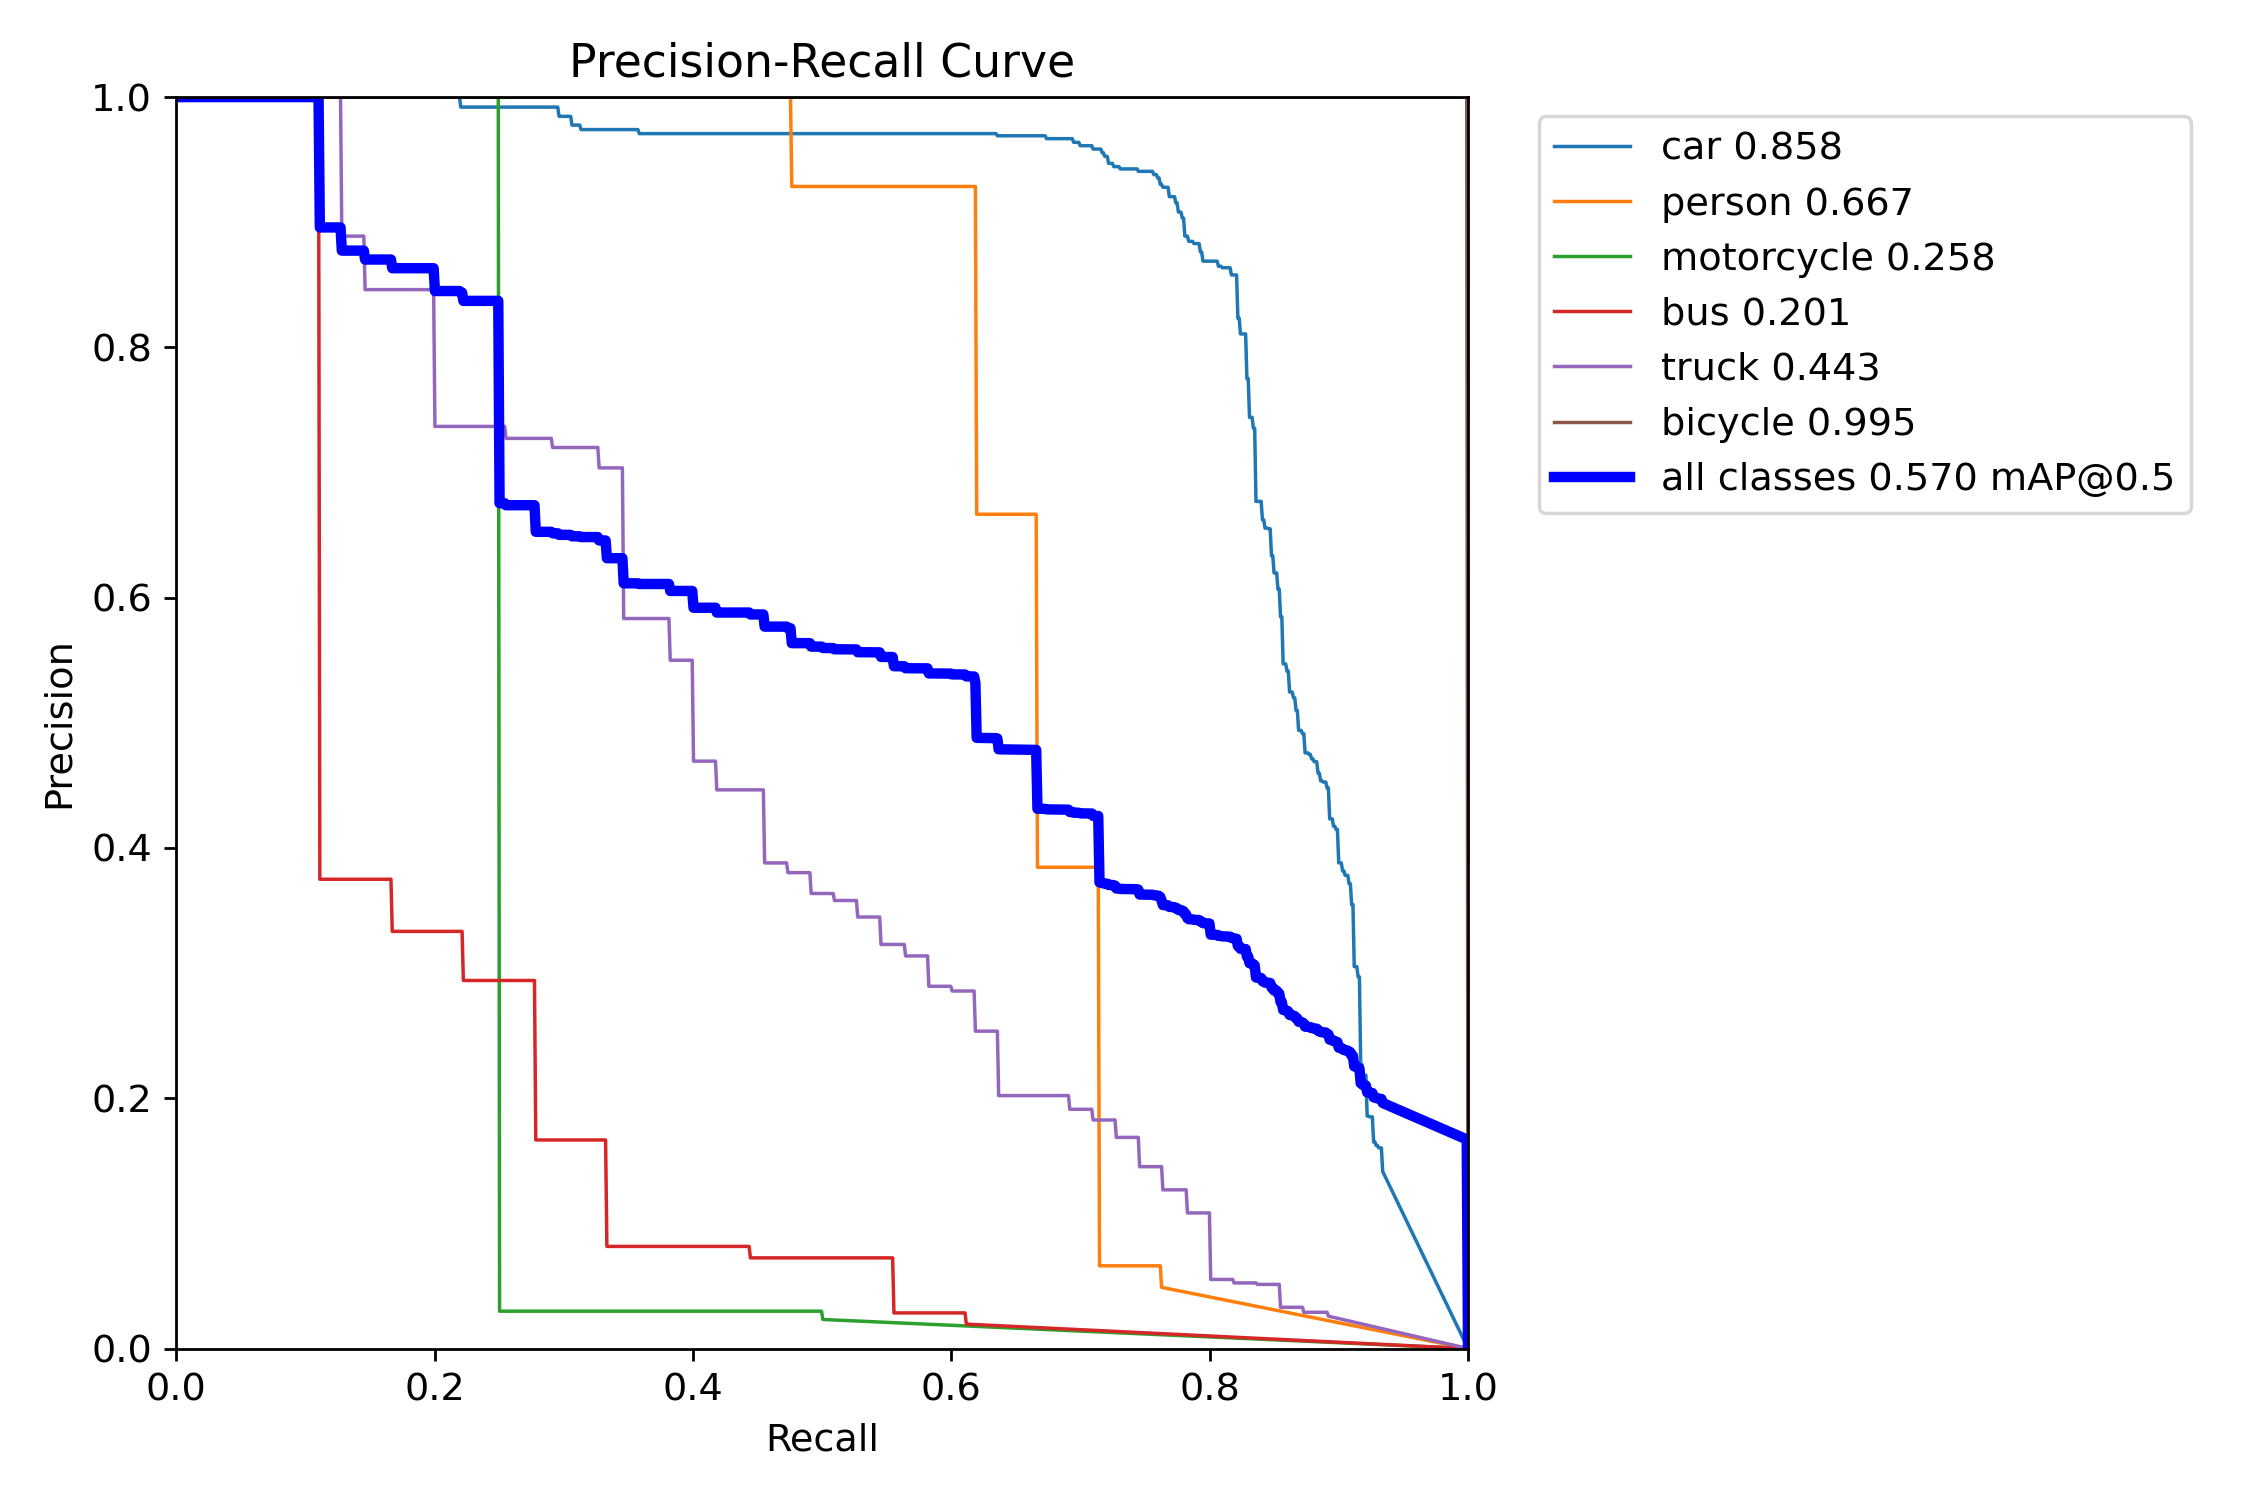 Precision-Recall Curve
1.0
0.8
0.6
0.4
0.2
0.0
Precision
0.0 0.2 0.4 0.6 0.8 1.0
Recall
car 0.858
person 0.667
motorcycle 0.258
bus 0.201
truck 0.443
bicycle 0.995
all classes 0.570 mAP@0.5